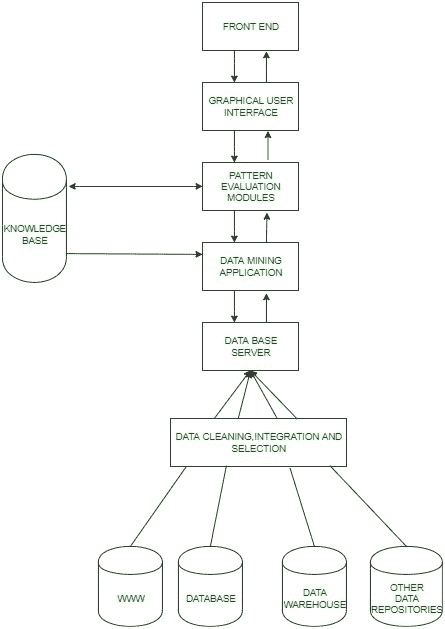 FRONT END
GRAPHICAL USER
INTERFACE
PATTERN
EVALUATION
MODULES
KNOWLEDGE
BASE
DATA MINING
APPLICATION
DATA BASE
SERVER
DATA CLEANING,INTEGRATION AND
SELECTION
WWW
DATABASE
DATA
WAREHOUSE
OTHER
DATA
REPOSITORIES